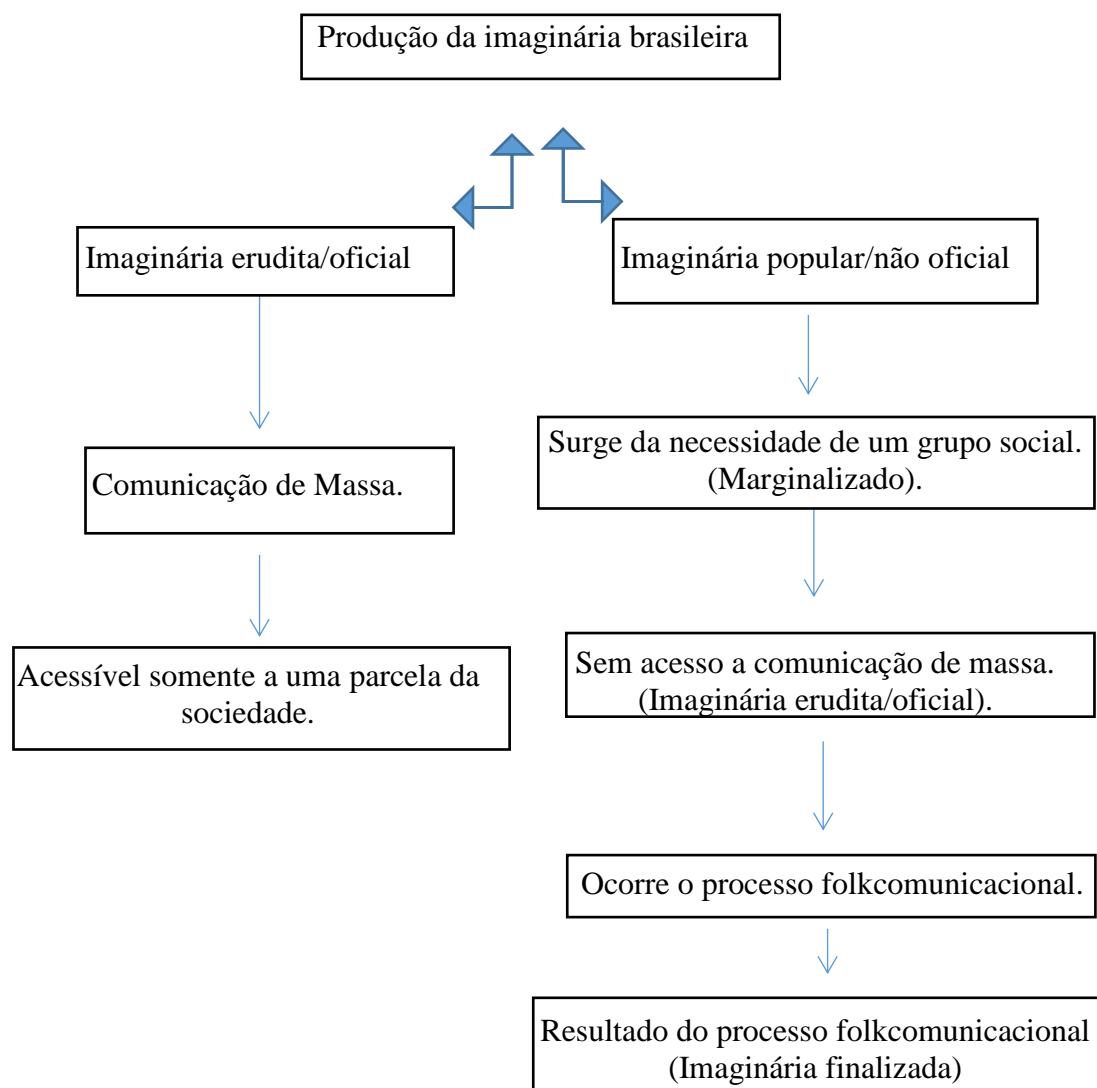 Produção da imaginária brasileira
Imaginária erudita/oficial
Imaginária popular/não oficial
Comunicação de Massa.
Surge da necessidade de um grupo social.
(Marginalizado).
Acessível somente a uma parcela da
sociedade.
Sem acesso a comunicação de massa.
(Imaginária erudita/oficial).
Ocorre o processo folkcomunicacional.
Resultado do processo folkcomunicacional
(Imaginária finalizada)